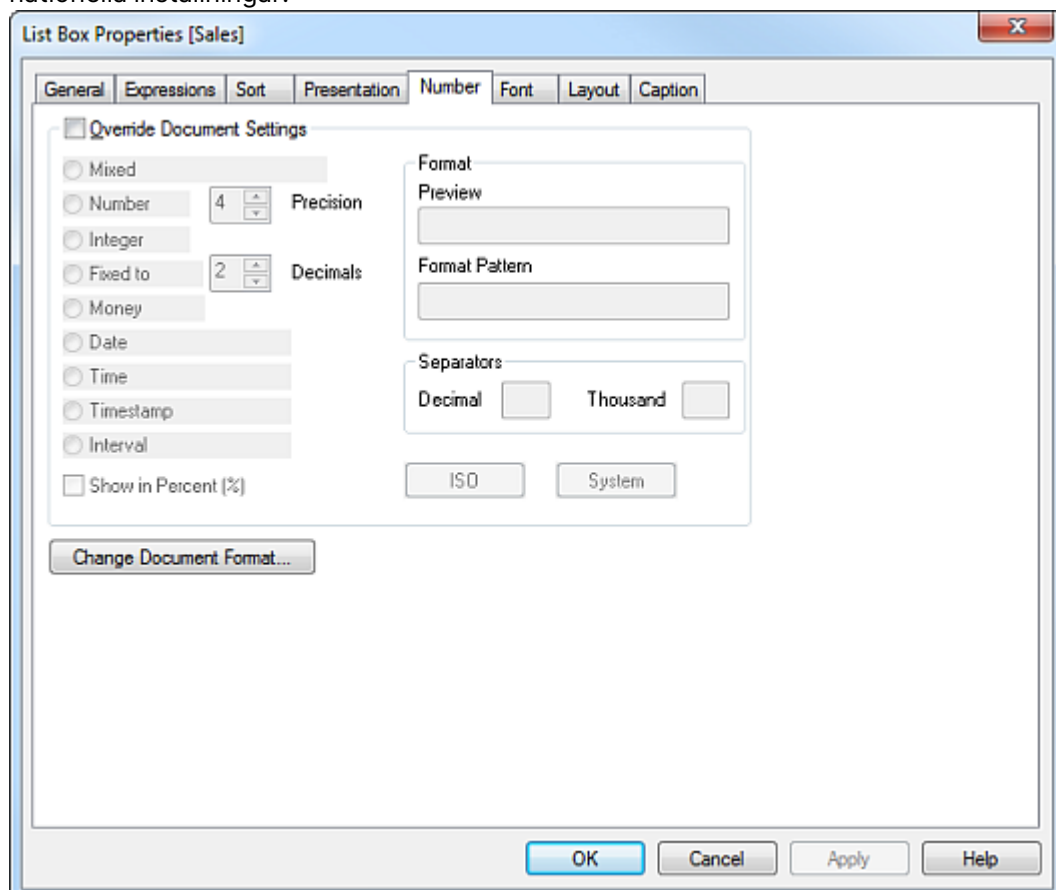 nationella inställningar.
List Box Properties [Sales]
General Expressions Sort Presentation Number Font Layout Caption
Override Document Settings
Mixed
Number 4 Precision
Integer
Fixed to 2 Decimals
Money
Date
Time
Timestamp
Interval
Show in Percent (%)
Format
Preview
Format Pattern
Separators
Decimal Thousand
ISO System
Change Document Format...
OK Cancel Apply Help